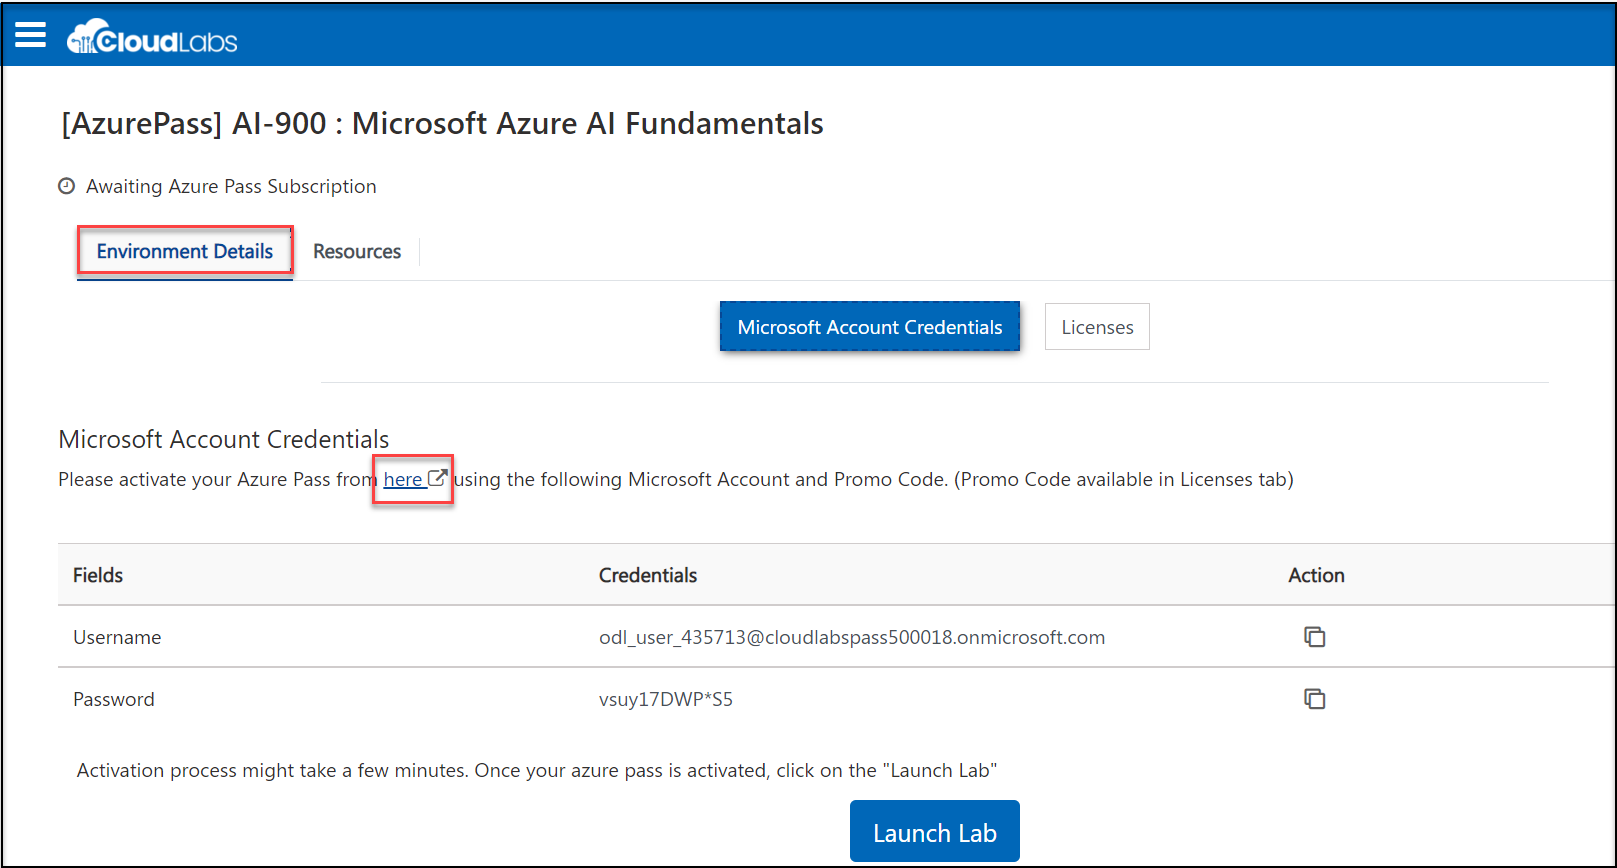 CloudLabs
[AzurePass] AI-900 : Microsoft Azure AI Fundamentals
Awaiting Azure Pass Subscription
Environment Details
Resources
Microsoft Account Credentials
Licenses
Microsoft Account Credentials
Please activate your Azure Pass from here using the following Microsoft Account and Promo Code. (Promo Code available in Licenses tab)
Fields Credentials Action
Username odl_user_435713@cloudlabspass500018.onmicrosoft.com
Password vsuy17DWP*S5
Activation process might take a few minutes. Once your azure pass is activated, click on the "Launch Lab"
Launch Lab